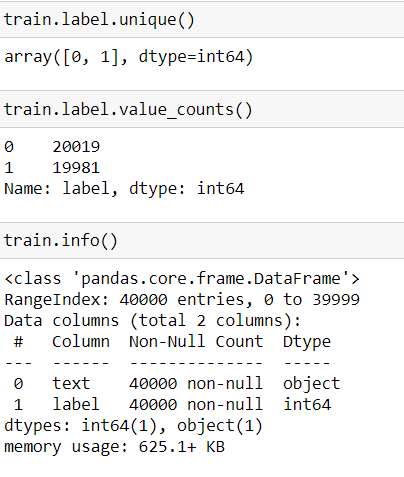 train.label.unique()
array([0, 1], dtype=int64)
train.label.value_counts()
0    20019
1    19981
Name: label, dtype: int64
train.info()
<class 'pandas.core.frame.DataFrame'>
RangeIndex: 40000 entries, 0 to 39999
Data columns (total 2 columns):
 #   Column  Non-Null Count  Dtype
---  ------  --------------  -----
 0   text    40000 non-null  object
 1   label   40000 non-null  int64
dtypes: int64(1), object(1)
memory usage: 625.1+ KB